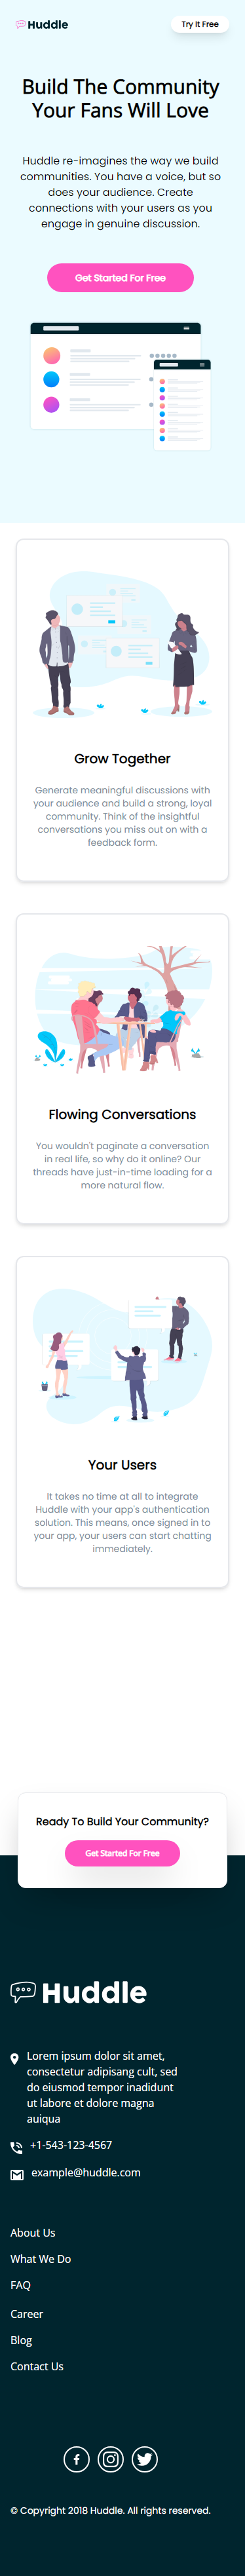 Huddle
Try It Free
Build The Community
Your Fans Will Love
Huddle re-imagines the way we build
communities. You have a voice, but so
does your audience. Create
connections with your users as you
engage in genuine discussion.
Get Started For Free
Grow Together
Generate meaningful discussions with
your audience and build a strong, loyal
community. Think of the insightful
conversations you miss out on with a
feedback form.
Flowing Conversations
You wouldn't paginate a conversation
in real life, so why do it online? Our
threads have just-in-time loading for a
more natural flow.
Your Users
It takes no time at all to integrate
Huddle with your app's authentication
solution. This means, once signed in to
your app, your users can start chatting
immediately.
Ready To Build Your Community?
Get Started For Free
Huddle
Lorem ipsum dolor sit amet,
consectetur adipisang cult, sed
do eiusmod tempor inadidunt
ut labore et dolore magna
auiqua
+1-543-123-4567
example@huddle.com
About Us
What We Do
FAQ
Career
Blog
Contact Us
© Copyright 2018 Huddle. All rights reserved.